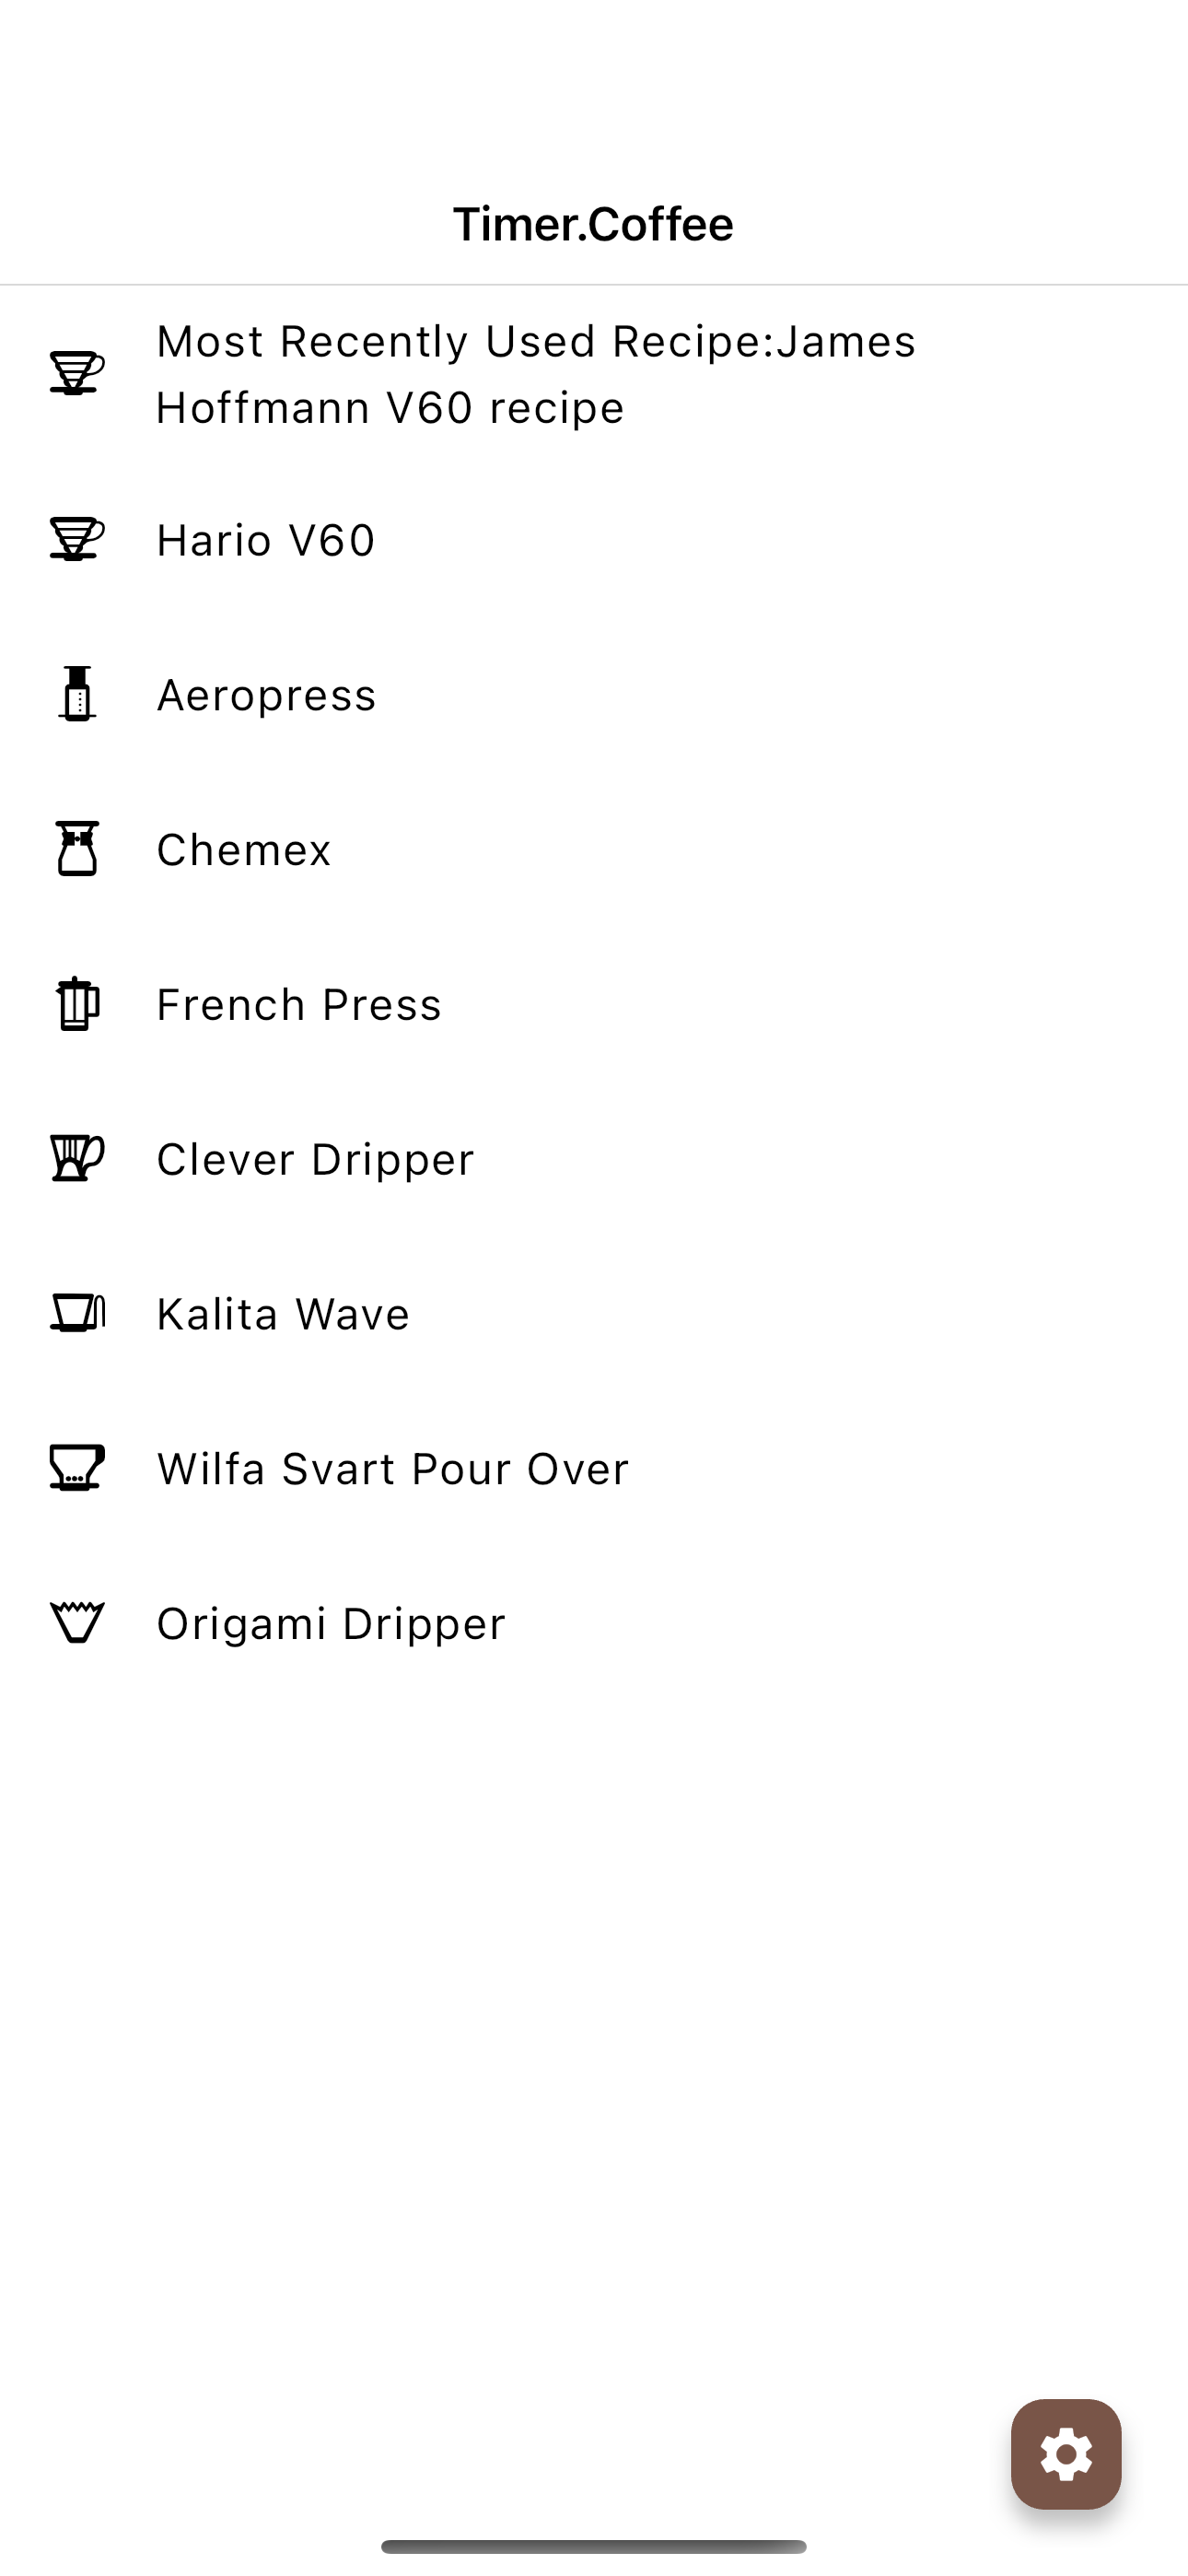 Timer.Coffee
Most Recently Used Recipe:James
Hoffmann V60 recipe
Hario V60
Aeropress
Chemex
French Press
Clever Dripper
Kalita Wave
Wilfa Svart Pour Over
Origami Dripper